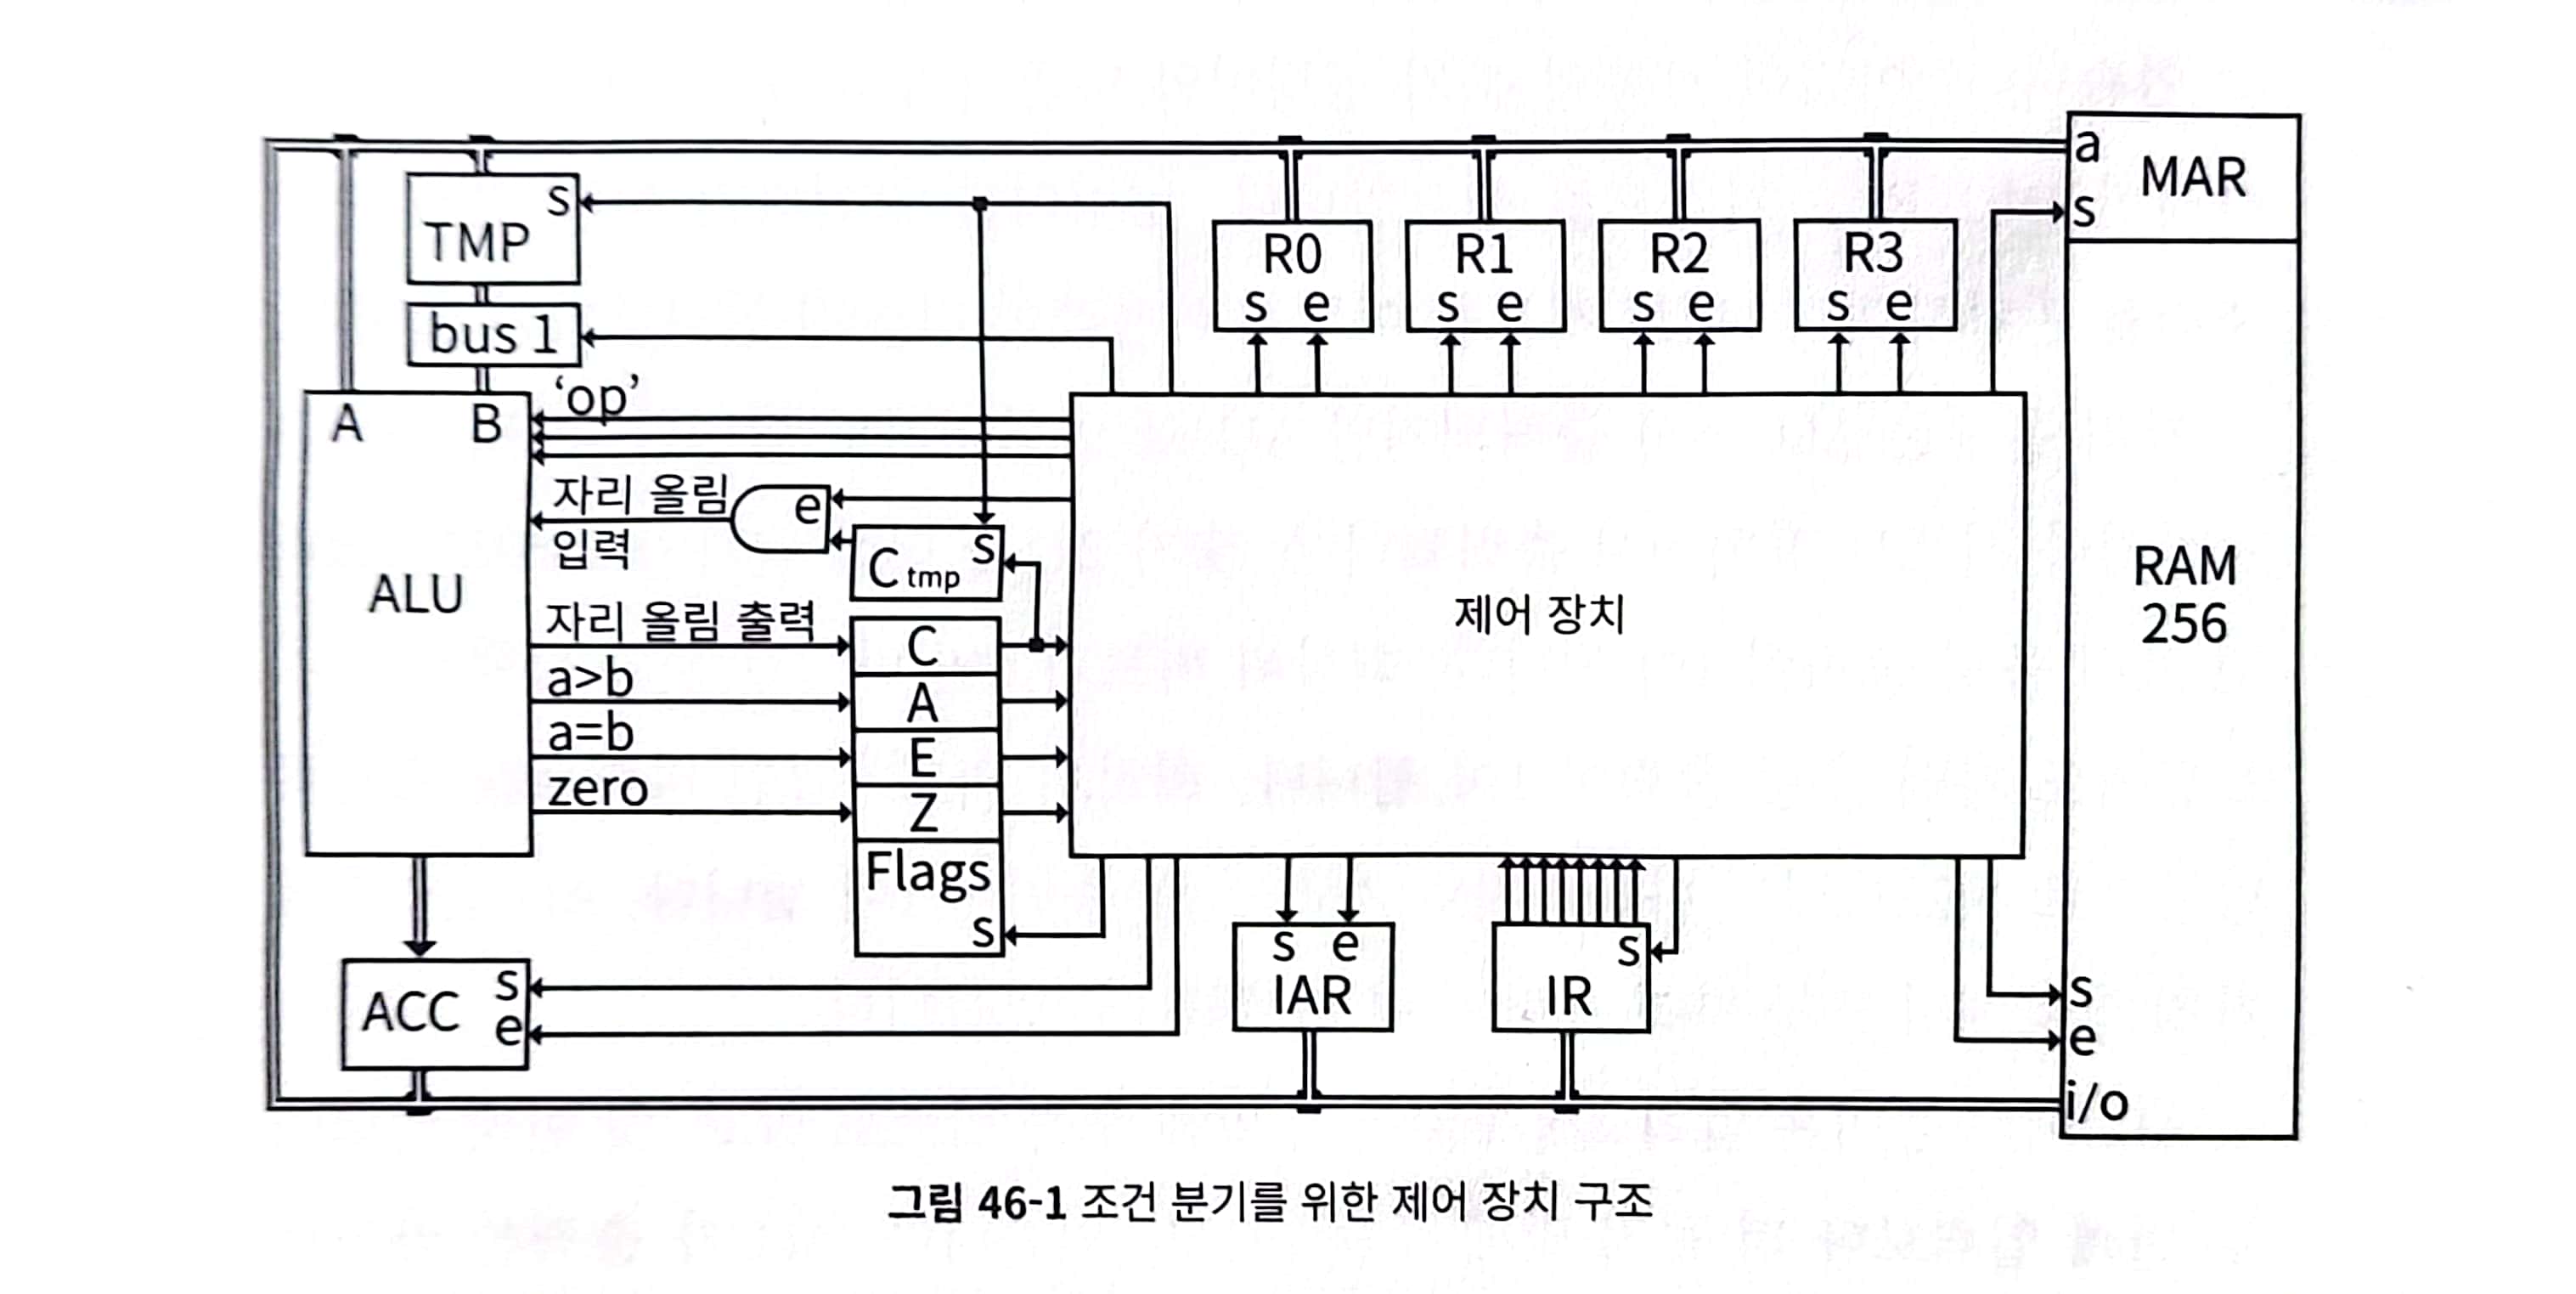 a
MAR
s
s
TMP
R0
s e
R1
s e
R2
s e
R3
s e
bus 1
'op'
A B
자리 올림
입력
e
s
C tmp
ALU
제어 장치
RAM
256
자리 올림 출력
C
a>b
A
a=b
E
zero
Z
Flags
s
s
ACC
e
s e
IAR
s
IR
s
e
i/o
그림 46-1 조건 분기를 위한 제어 장치 구조